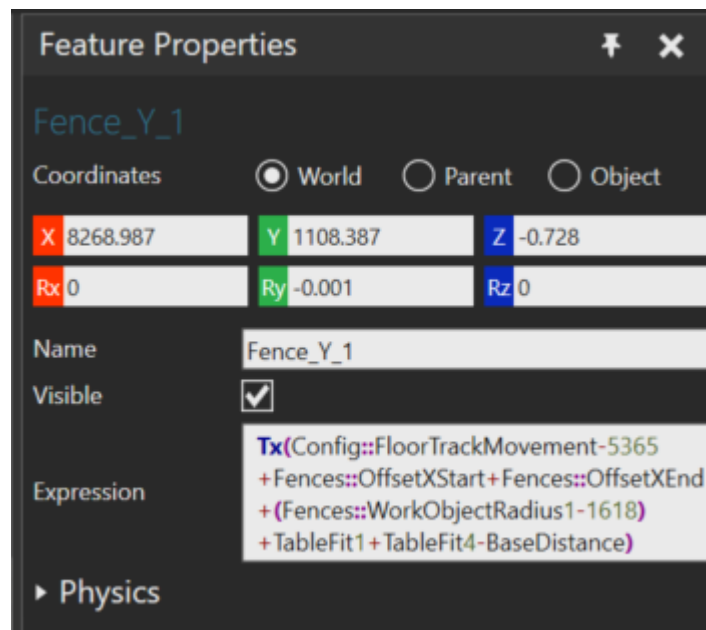 Feature Properties
Fence_Y_1
Coordinates World Parent Object
X 8268.987 Y 1108.387 Z -0.728
Rx 0 Ry -0.001 Rz 0
Name Fence_Y_1
Visible
Expression
Tx(Config::FloorTrackMovement-5365
+Fences::OffsetXStart+Fences::OffsetXEnd
+(Fences::WorkObjectRadius1-1618)
+TableFit1+TableFit4-BaseDistance)
Physics